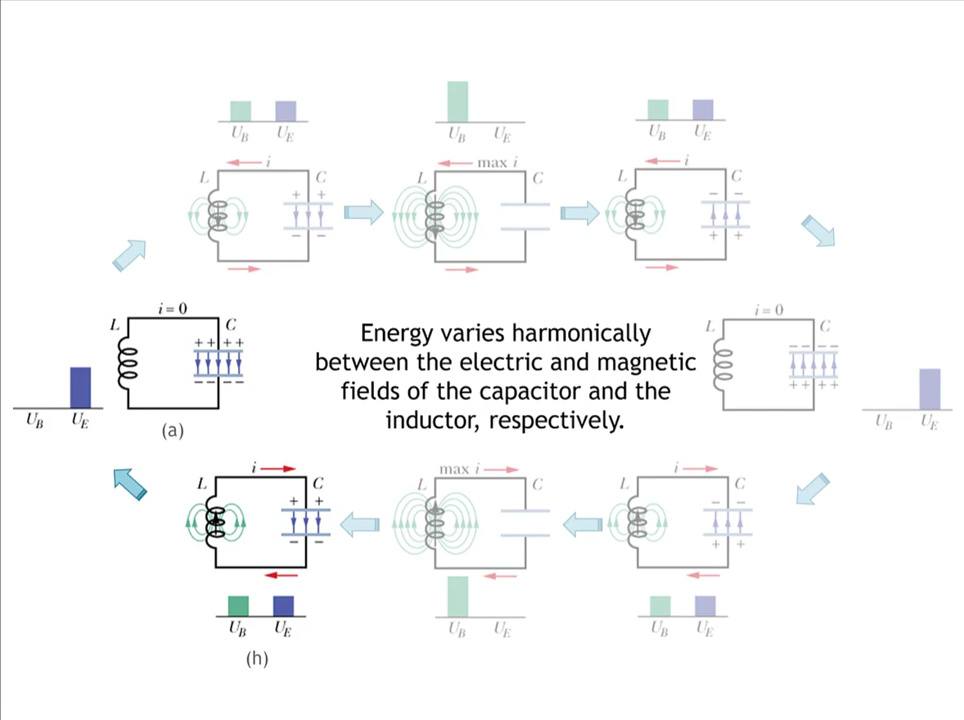 U_B U_E
U_B U_E
U_B U_E
i
max i
i
L C
L C
L C
+ +
- -
- -
+ +
i = 0
L C
+ + + +
- - - -
U_B U_E
(a)
Energy varies harmonically
between the electric and magnetic
fields of the capacitor and the
inductor, respectively.
i = 0
L C
- - - -
+ + + +
U_B U_E
i
max i
i
L C
L C
L C
+ +
- -
- -
+ +
U_B U_E
U_B U_E
U_B U_E
(h)